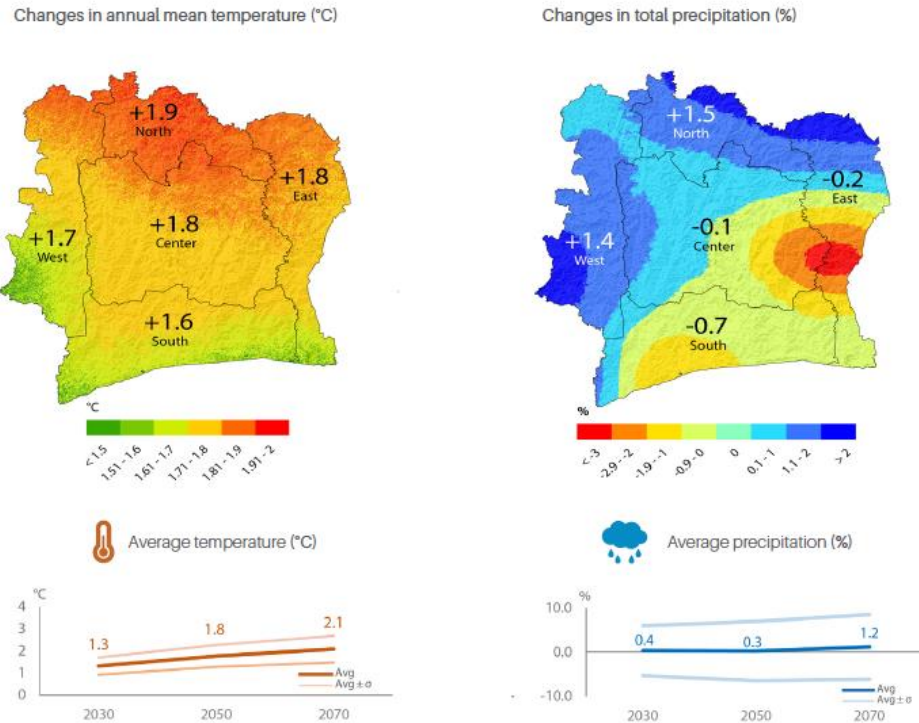 Changes in annual mean temperature (°C)
Changes in total precipitation (%)
+1.9
North
+1.8
East
+1.8
Center
+1.7
West
+1.6
South
°C
<1.5
1.51 - 1.6
1.61 - 1.7
1.71 - 1.8
1.81 - 1.9
1.91 - 2
+1.5
North
-0.2
East
-0.1
Center
+1.4
West
-0.7
South
%
< -3
-2.9 - -2
-1.9 - -1
-0.9 - 0
0
0.1 - 1
1.1 - 2
> 2
Average temperature (°C)
°C
4
3
2
1
0
1.3
1.8
2.1
Avg
Avg ± σ
2030
2050
2070
Average precipitation (%)
%
10.0
0.0
-10.0
0.4
0.3
1.2
Avg
Avg ± σ
2030
2050
2070